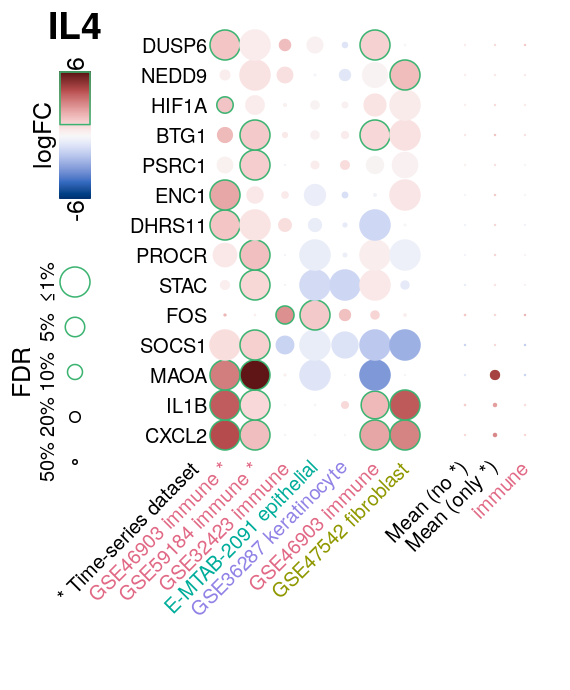 IL4
6
logFC
-6
≤1%
5%
10%
20%
50%
FDR
DUSP6
NEDD9
HIF1A
BTG1
PSRC1
ENC1
DHRS11
PROCR
STAC
FOS
SOCS1
MAOA
IL1B
CXCL2
* Time-series dataset
GSE46903 immune *
GSE59184 immune *
GSE32423 immune
E-MTAB-2091 epithelial
GSE36287 keratinocyte
GSE46903 immune
GSE47542 fibroblast
Mean (no *)
Mean (only *)
immune